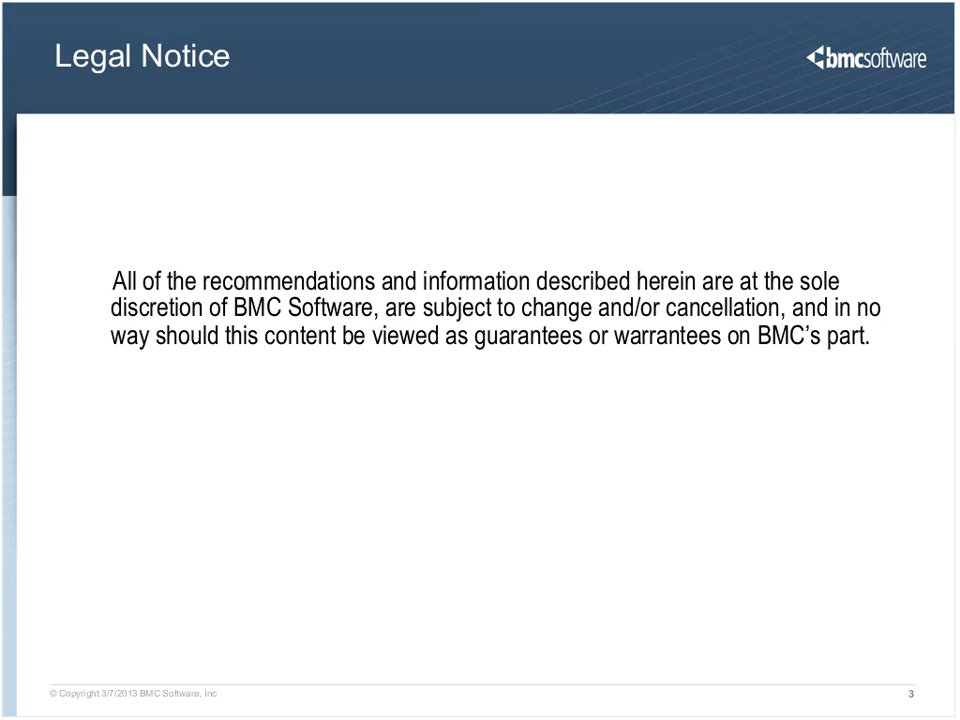 Legal Notice
bmcsoftware
All of the recommendations and information described herein are at the sole
discretion of BMC Software, are subject to change and/or cancellation, and in no
way should this content be viewed as guarantees or warrantees on BMC’s part.
© Copyright 3/7/2013 BMC Software, Inc
3